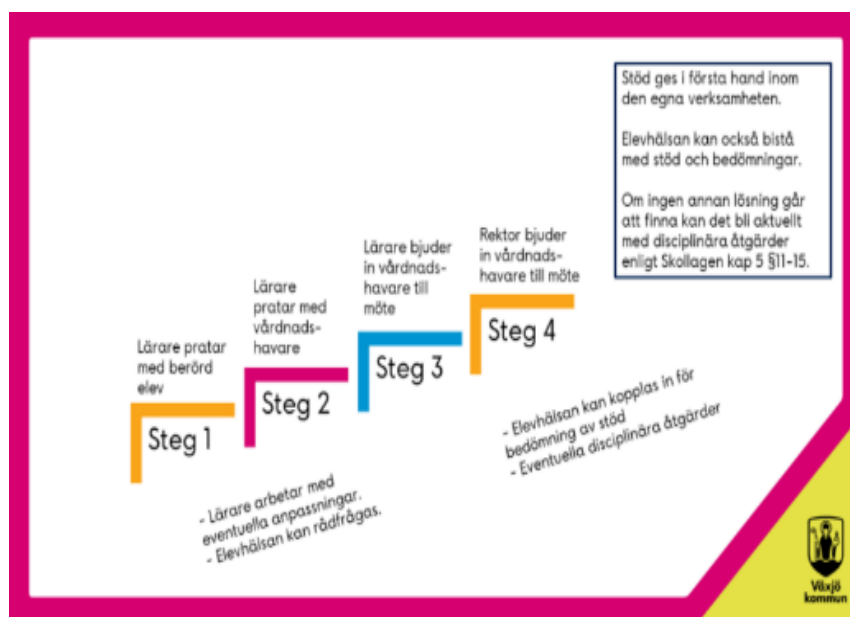 Stöd ges i första hand inom
den egna verksamheten.
Elevhälsan kan också bistå
med stöd och bedömningar.
Om ingen annan lösning går
att finna kan det bli aktuellt
med disciplinära åtgärder
enligt Skollagen kap 5 §11-15.
Lärare pratar
med berörd
elev
Steg 1
Lärare
pratar med
vårdnads-
havare
Steg 2
Lärare bjuder
in vårdnads-
havare till
möte
Steg 3
Rektor bjuder
in vårdnads-
havare till möte
Steg 4
- Lärare arbetar med
eventuella anpassningar.
- Elevhälsan kan rådfrågas.
- Elevhälsan kan kopplas in för
bedömning av stöd
- Eventuella disciplinära åtgärder
Växjö
kommun